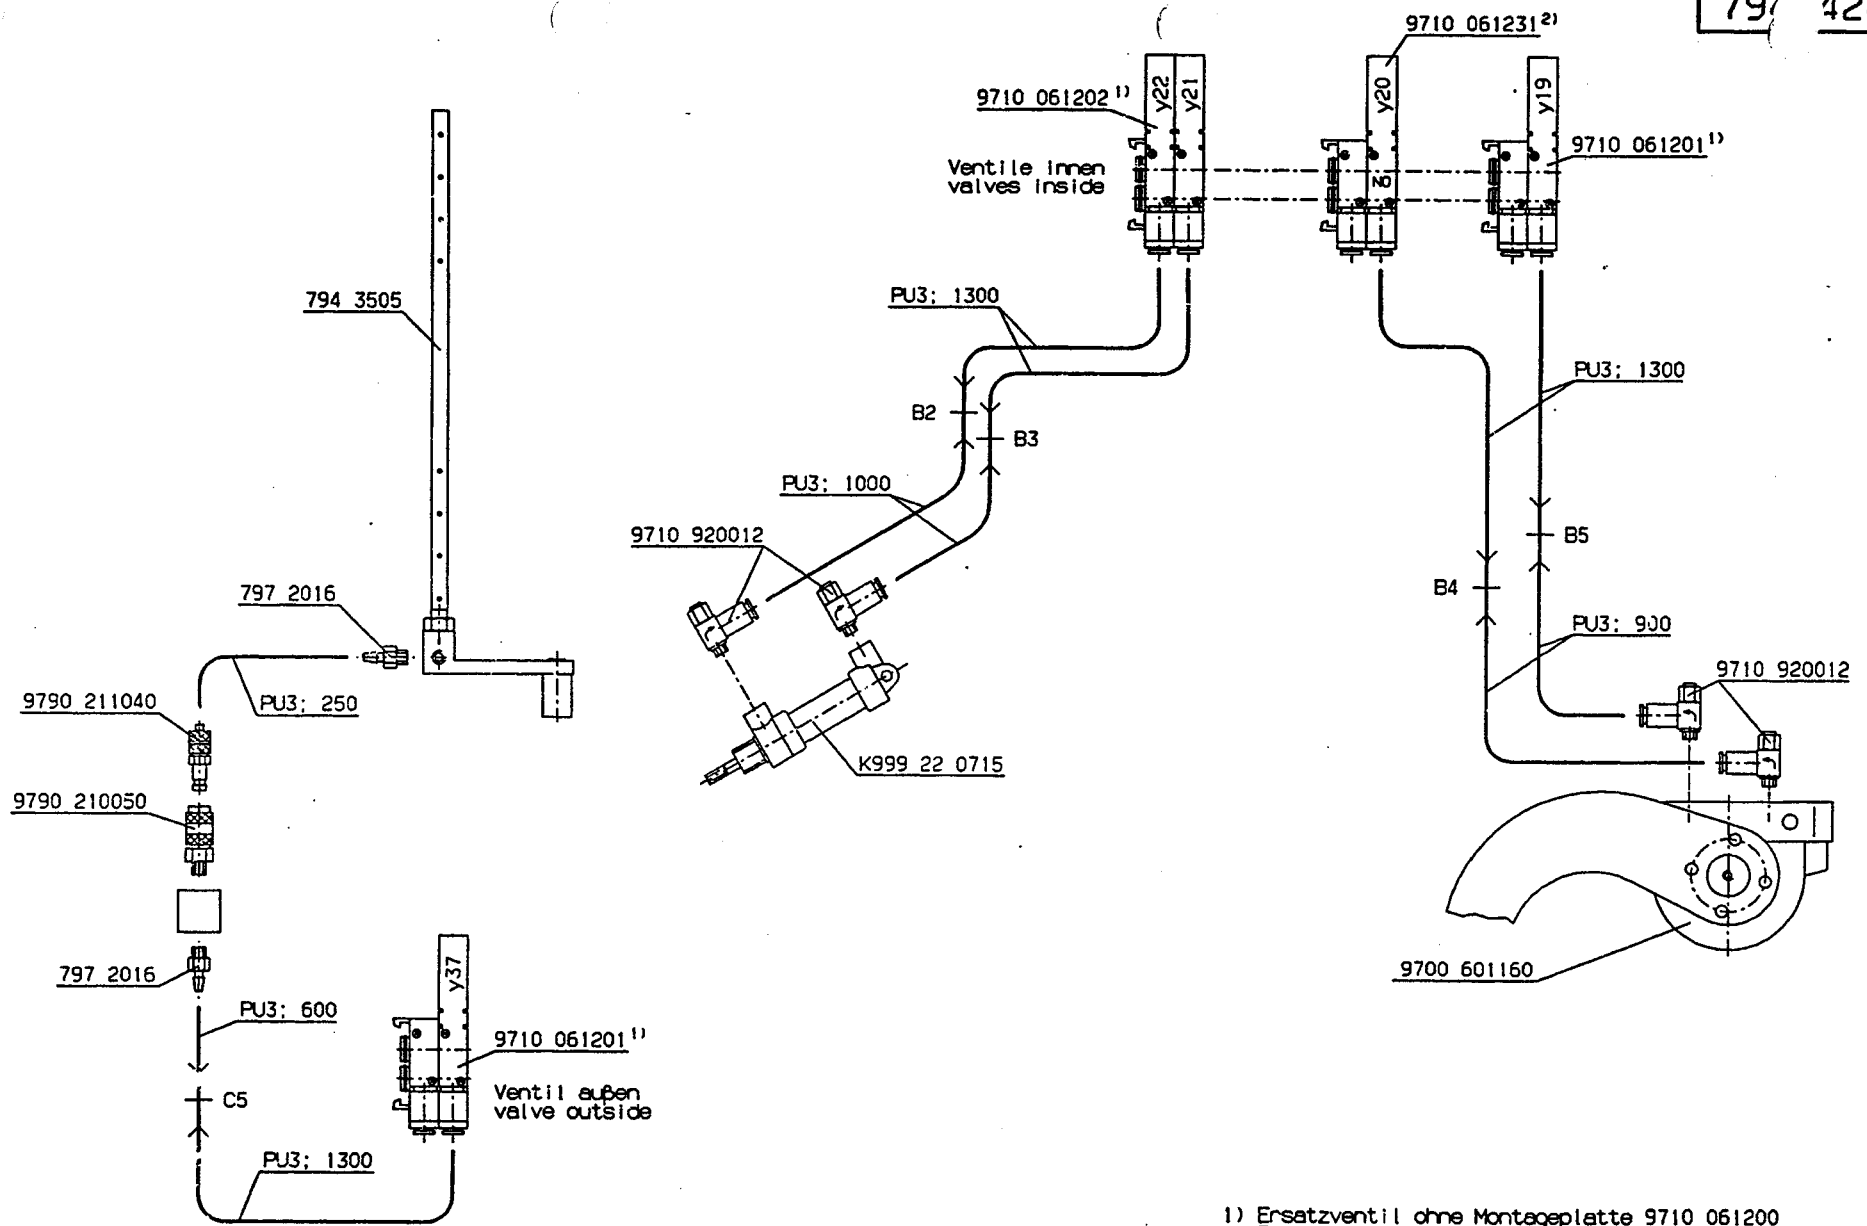 9710 061231²⁾
y22
y21
y20
y19
9710 061202¹⁾
9710 061201¹⁾
Ventile innen
valves inside
NO
794 3505
PU3; 1300
PU3; 1300
B2
B3
PU3; 1000
B5
9710 920012
B4
797 2016
PU3; 900
9710 920012
9790 211040
PU3; 250
K999 22 0715
9790 210050
9700 601160
797 2016
y37
PU3; 600
9710 061201¹⁾
Ventil außen
valve outside
C5
PU3; 1300
1) Ersatzventil ohne Montageplatte 9710 061200